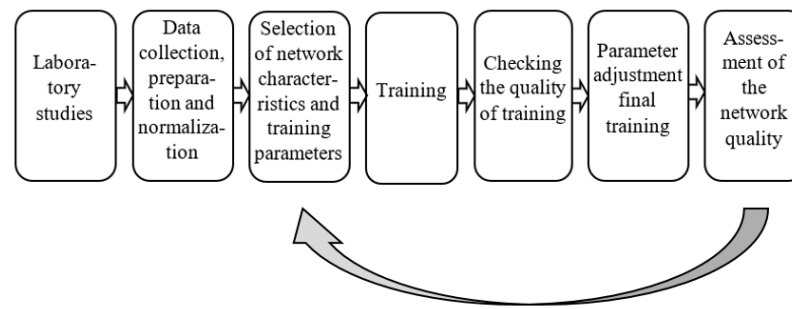 Labora-
tory
studies
Data
collection,
prepara-
tion and
normaliza-
tion
Selection
of network
character-
ristics and
training
parameters
Training
Checking
the quality
of training
Parameter
adjustment
final
training
Assess-
ment of
the
network
quality